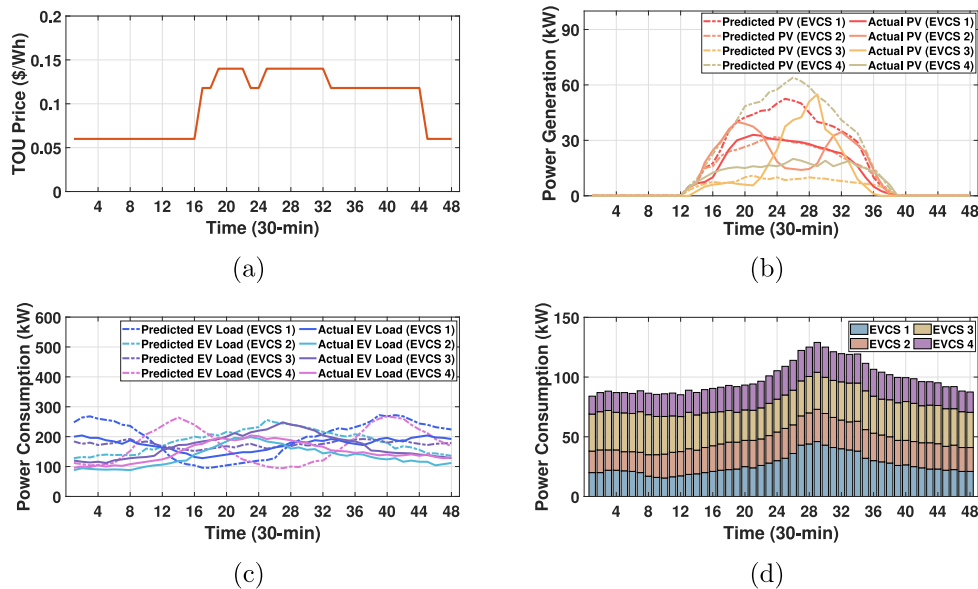 0.2
0.15
0.1
0.05
0
TOU Price ($/Wh)
4 8 12 16 20 24 28 32 36 40 44 48
Time (30-min)
(a)
90
60
30
0
Power Generation (kW)
Predicted PV (EVCS 1) Actual PV (EVCS 1)
Predicted PV (EVCS 2) Actual PV (EVCS 2)
Predicted PV (EVCS 3) Actual PV (EVCS 3)
Predicted PV (EVCS 4) Actual PV (EVCS 4)
4 8 12 16 20 24 28 32 36 40 44 48
Time (30-min)
(b)
600
500
400
300
200
100
0
Power Consumption (kW)
Predicted EV Load (EVCS 1) Actual EV Load (EVCS 1)
Predicted EV Load (EVCS 2) Actual EV Load (EVCS 2)
Predicted EV Load (EVCS 3) Actual EV Load (EVCS 3)
Predicted EV Load (EVCS 4) Actual EV Load (EVCS 4)
4 8 12 16 20 24 28 32 36 40 44 48
Time (30-min)
(c)
150
100
50
0
Power Consumption (kW)
EVCS 1 EVCS 3
EVCS 2 EVCS 4
4 8 12 16 20 24 28 32 36 40 44 48
Time (30-min)
(d)